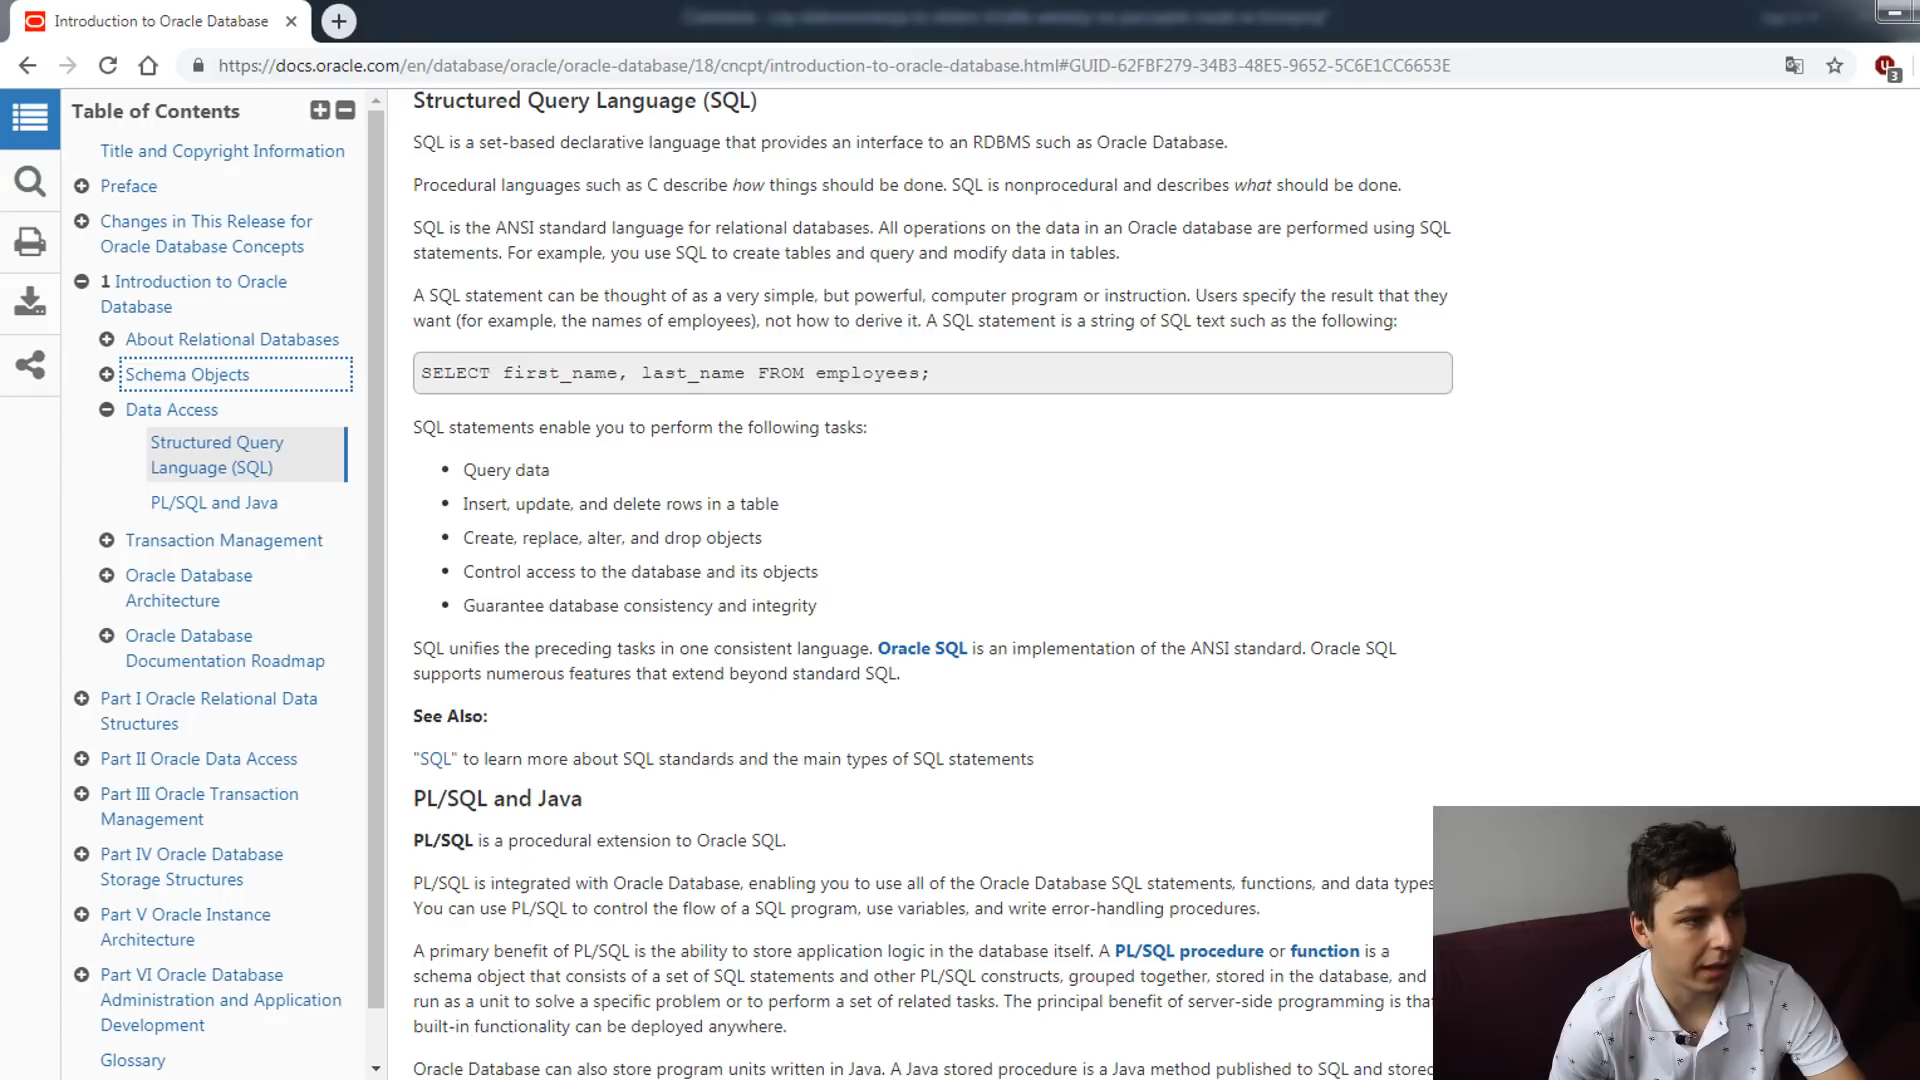 Introduction to Oracle Database
https://docs.oracle.com/en/database/oracle/oracle-database/18/cncpt/introduction-to-oracle-database.html#GUID-62FBF279-34B3-48E5-9652-5C6E1CC6653E
3
Table of Contents
Title and Copyright Information
Preface
Changes in This Release for
Oracle Database Concepts
1 Introduction to Oracle
Database
About Relational Databases
Schema Objects
Data Access
Structured Query
Language (SQL)
PL/SQL and Java
Transaction Management
Oracle Database
Architecture
Oracle Database
Documentation Roadmap
Part I Oracle Relational Data
Structures
Part II Oracle Data Access
Part III Oracle Transaction
Management
Part IV Oracle Database
Storage Structures
Part V Oracle Instance
Architecture
Part VI Oracle Database
Administration and Application
Development
Glossary
Structured Query Language (SQL)
SQL is a set-based declarative language that provides an interface to an RDBMS such as Oracle Database.
Procedural languages such as C describe how things should be done. SQL is nonprocedural and describes what should be done.
SQL is the ANSI standard language for relational databases. All operations on the data in an Oracle database are performed using SQL
statements. For example, you use SQL to create tables and query and modify data in tables.
A SQL statement can be thought of as a very simple, but powerful, computer program or instruction. Users specify the result that they
want (for example, the names of employees), not how to derive it. A SQL statement is a string of SQL text such as the following:
SELECT first_name, last_name FROM employees;
SQL statements enable you to perform the following tasks:
• Query data
• Insert, update, and delete rows in a table
• Create, replace, alter, and drop objects
• Control access to the database and its objects
• Guarantee database consistency and integrity
SQL unifies the preceding tasks in one consistent language. Oracle SQL is an implementation of the ANSI standard. Oracle SQL
supports numerous features that extend beyond standard SQL.
See Also:
"SQL" to learn more about SQL standards and the main types of SQL statements
PL/SQL and Java
PL/SQL is a procedural extension to Oracle SQL.
PL/SQL is integrated with Oracle Database, enabling you to use all of the Oracle Database SQL statements, functions, and data types
You can use PL/SQL to control the flow of a SQL program, use variables, and write error-handling procedures.
A primary benefit of PL/SQL is the ability to store application logic in the database itself. A PL/SQL procedure or function is a
schema object that consists of a set of SQL statements and other PL/SQL constructs, grouped together, stored in the database, and
run as a unit to solve a specific problem or to perform a set of related tasks. The principal benefit of server-side programming is that
built-in functionality can be deployed anywhere.
Oracle Database can also store program units written in Java. A Java stored procedure is a Java method published to SQL and stored